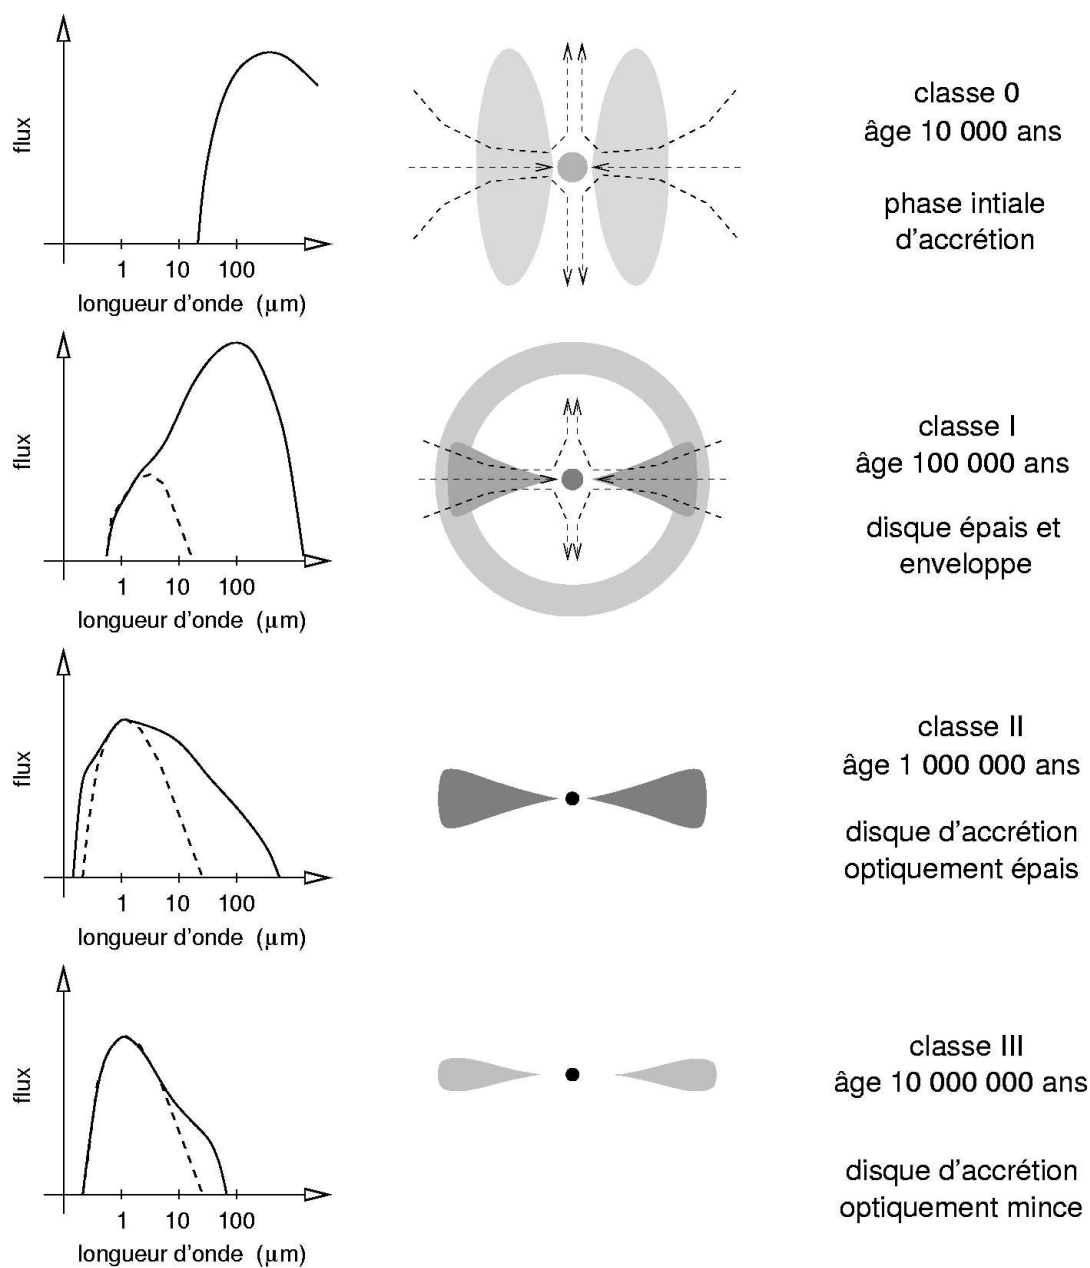 flux
1 10 100
longueur d'onde (μm)
classe 0
âge 10 000 ans
phase intiale
d'accrétion
flux
1 10 100
longueur d'onde (μm)
classe I
âge 100 000 ans
disque épais et
enveloppe
flux
1 10 100
longueur d'onde (μm)
classe II
âge 1 000 000 ans
disque d'accrétion
optiquement épais
flux
1 10 100
longueur d'onde (μm)
classe III
âge 10 000 000 ans
disque d'accrétion
optiquement mince